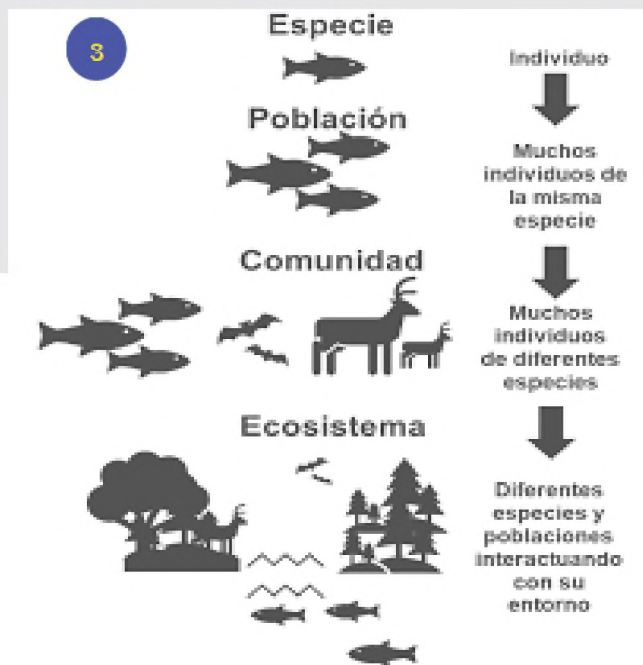 3
Especie
Individuo
Población
Muchos
individuos de
la misma
especie
Comunidad
Muchos
individuos
de diferentes
especies
Ecosistema
Diferentes
especies y
poblaciones
interactuando
con su
entorno